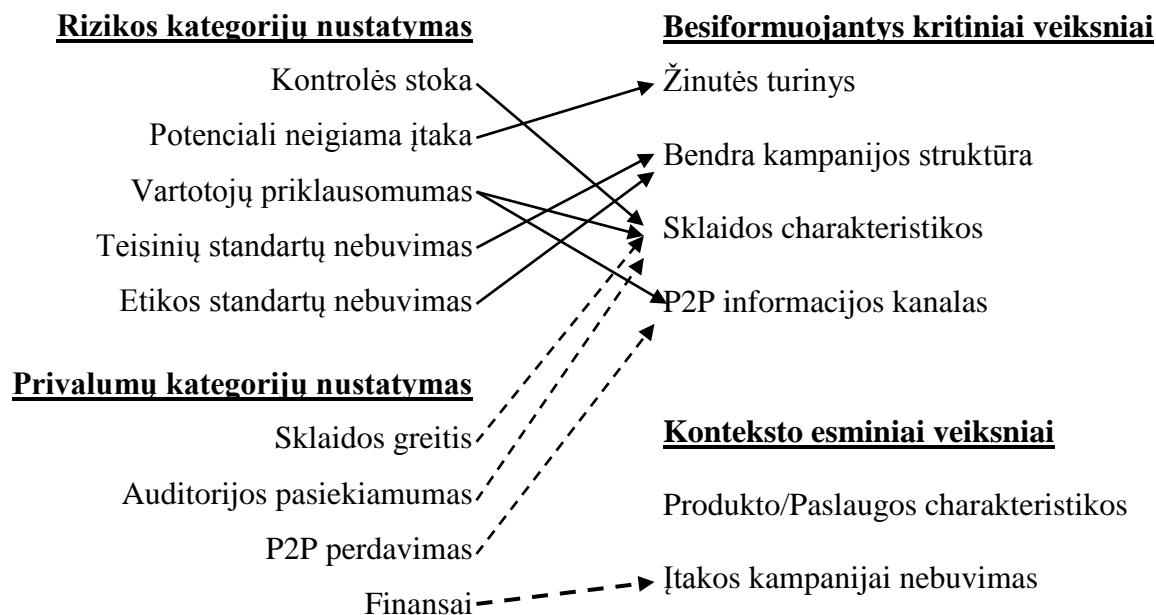 Rizikos kategorijų nustatymas
Kontrolės stoka
Potenciali neigiama įtaka
Vartotojų priklausomumas
Teisinių standartų nebuvimas
Etikos standartų nebuvimas
Privalumų kategorijų nustatymas
Sklaidos greitis
Auditorijos pasiekiamumas
P2P perdavimas
Finansai
Besiformuojantys kritiniai veiksniai
Žinutės turinys
Bendra kampanijos struktūra
Sklaidos charakteristikos
P2P informacijos kanalas
Konteksto esminiai veiksniai
Produkto/Paslaugos charakteristikos
Įtakos kampanijai nebuvimas